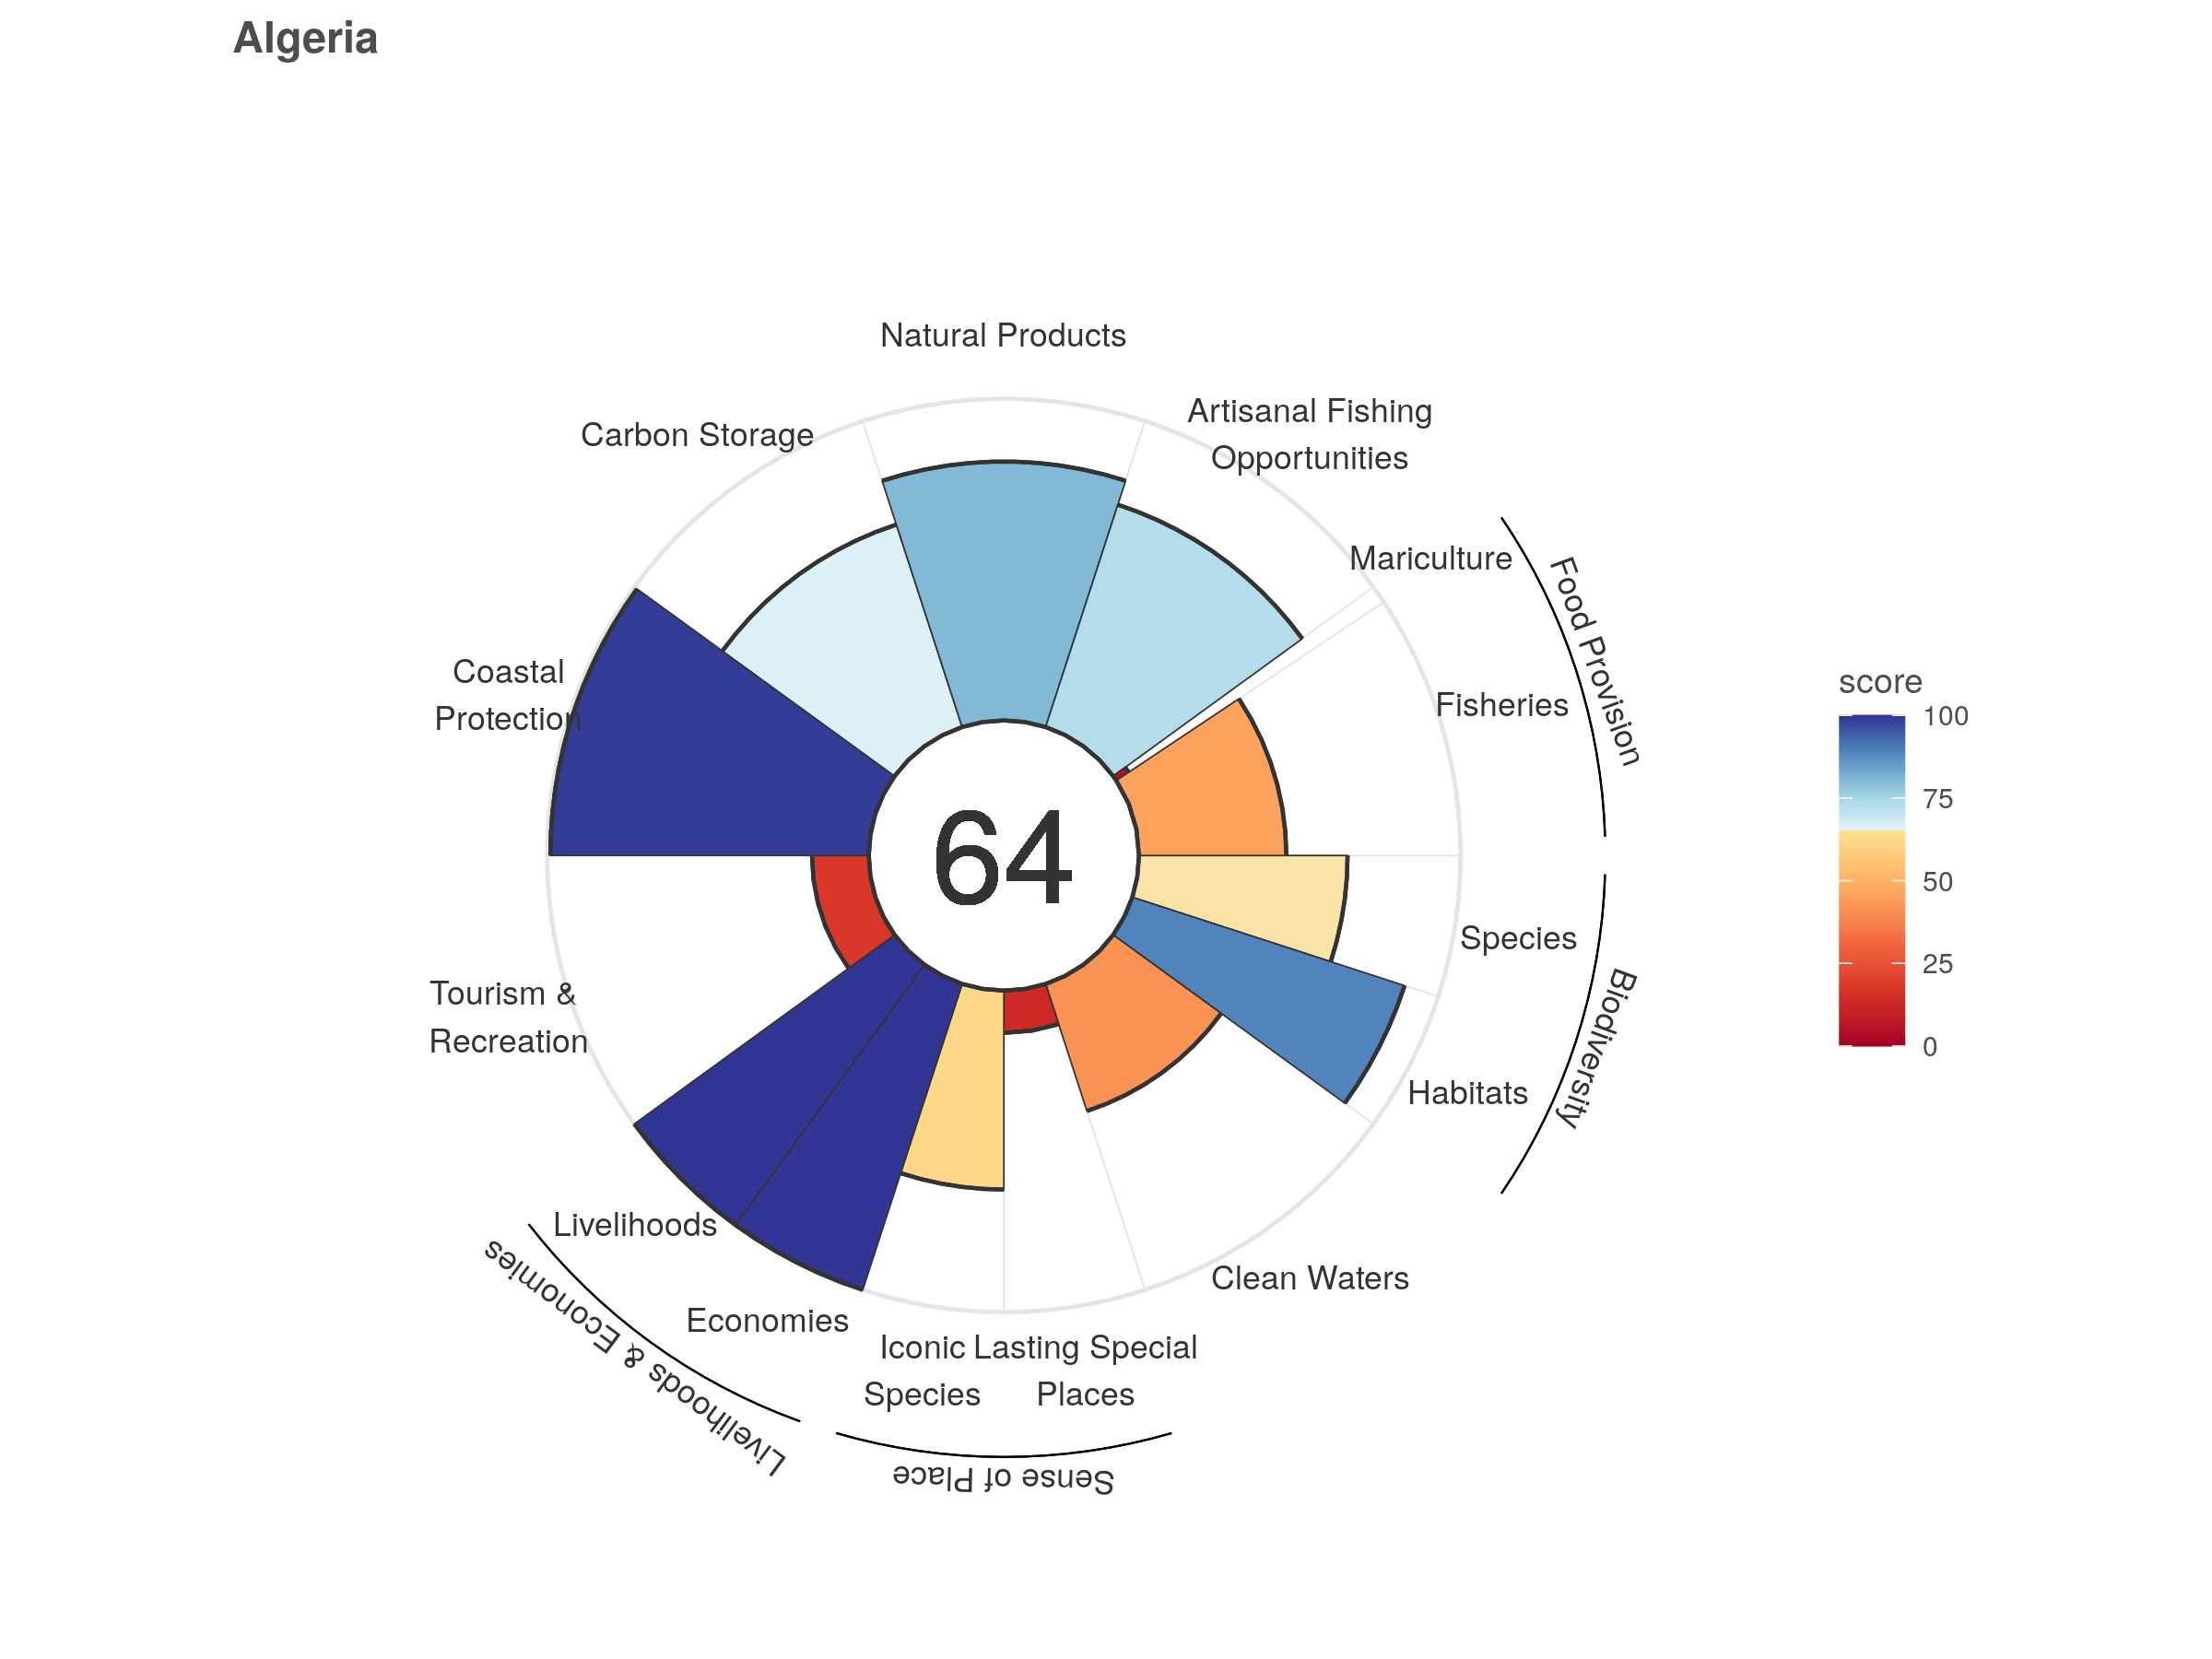 Algeria
Natural Products
Artisanal Fishing
Opportunities
Carbon Storage
Mariculture
Food Provision
Fisheries
Coastal
Protection
64
Species
Biodiversity
Habitats
Tourism &
Recreation
Clean Waters
Livelihoods
Economies
Livelihoods & Economies
Iconic
Species
Lasting Special
Places
Sense of Place
score
100
75
50
25
0